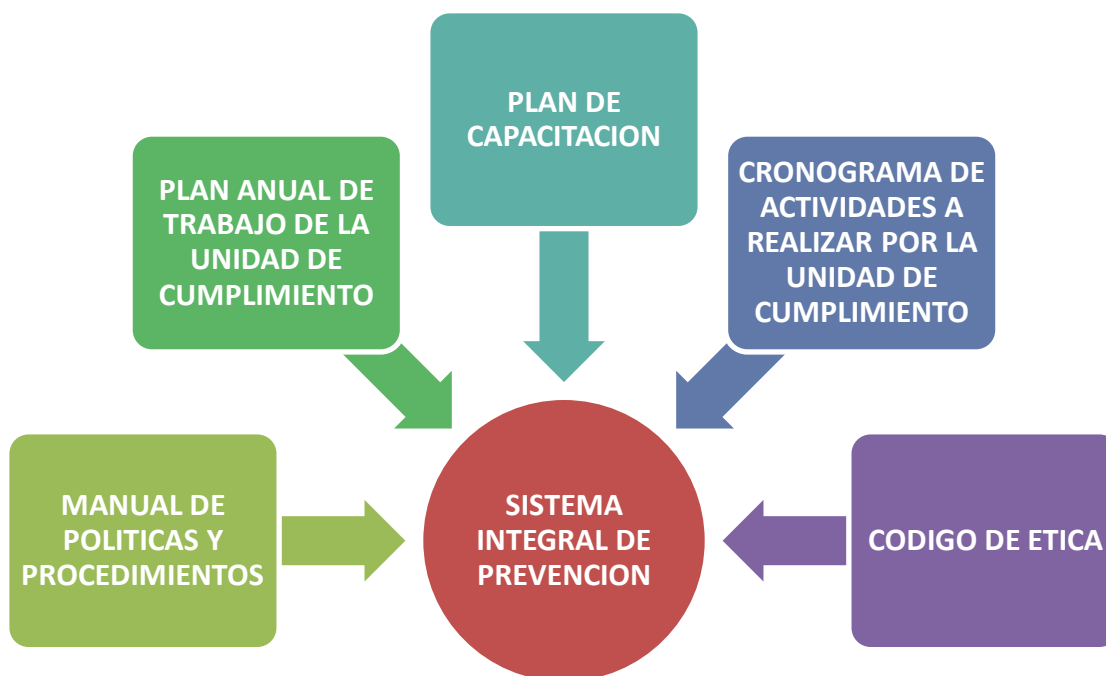 PLAN DE
CAPACITACION
PLAN ANUAL DE
TRABAJO DE LA
UNIDAD DE
CUMPLIMIENTO
CRONOGRAMA DE
ACTIVIDADES A
REALIZAR POR LA
UNIDAD DE
CUMPLIMIENTO
MANUAL DE
POLITICAS Y
PROCEDIMIENTOS
SISTEMA
INTEGRAL DE
PREVENCION
CODIGO DE ETICA